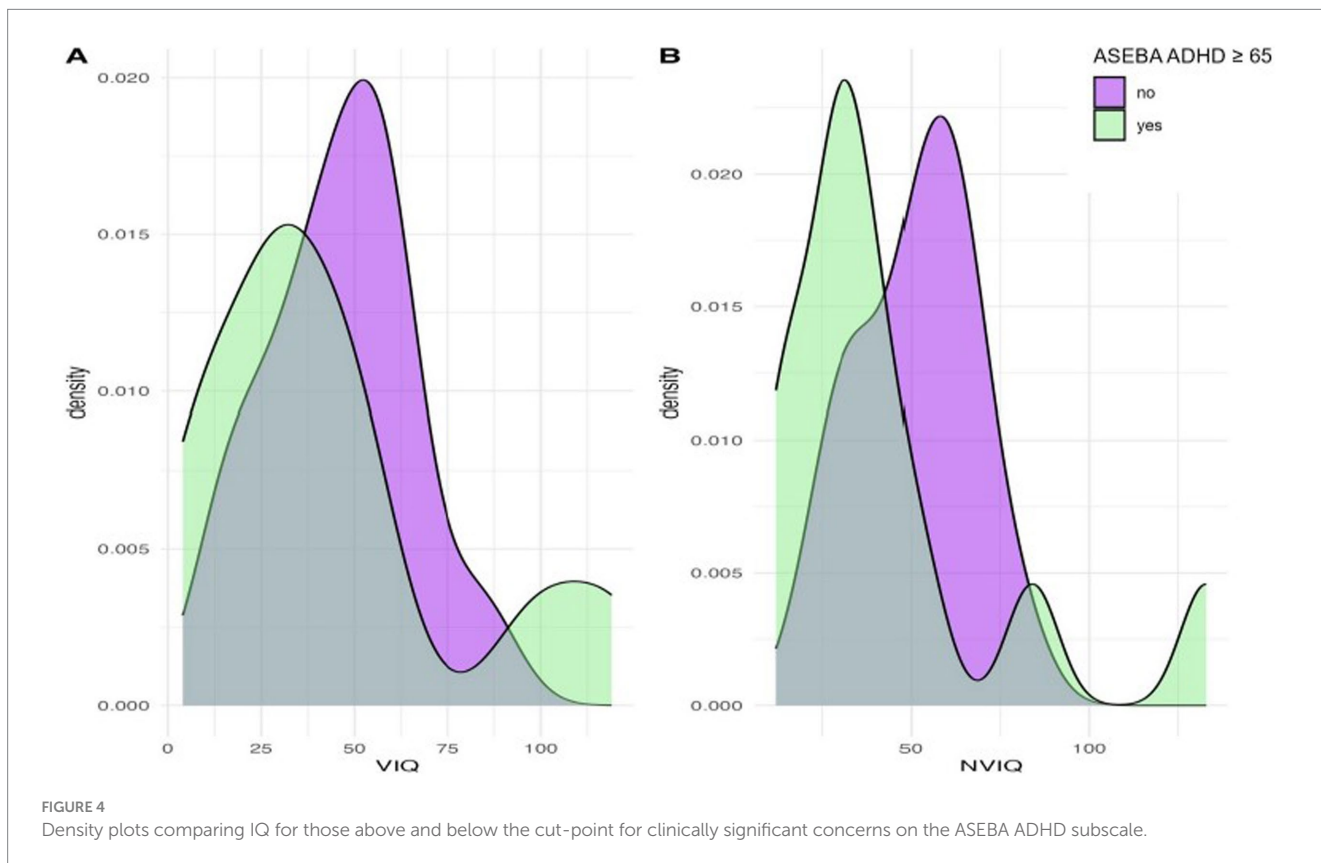 A
B
ASEBA ADHD ≥ 65
no
yes
density
0.020
0.015
0.010
0.005
0.000
0
25
50
75
100
VIQ
density
0.020
0.015
0.010
0.005
0.000
50
100
NVIQ
FIGURE 4
Density plots comparing IQ for those above and below the cut-point for clinically significant concerns on the ASEBA ADHD subscale.